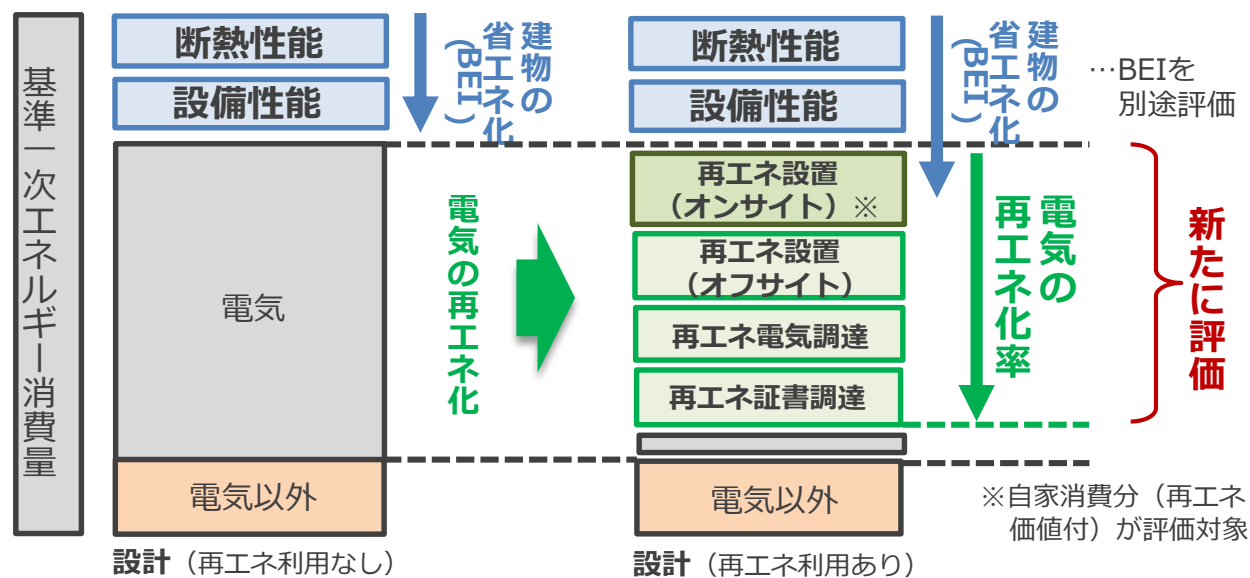 基準一次エネルギー消費量
断熱性能
設備性能
建物の
省エネ化
(BEI)
電気
電気以外
設計（再エネ利用なし）
電気の再エネ化
断熱性能
設備性能
建物の
省エネ化
(BEI)
再エネ設置
（オンサイト）※
再エネ設置
（オフサイト）
再エネ電気調達
再エネ証書調達
電気以外
設計（再エネ利用あり）
電気の
再エネ化率
…BEIを
別途評価
新たに評価
※自家消費分（再エネ
価値付）が評価対象